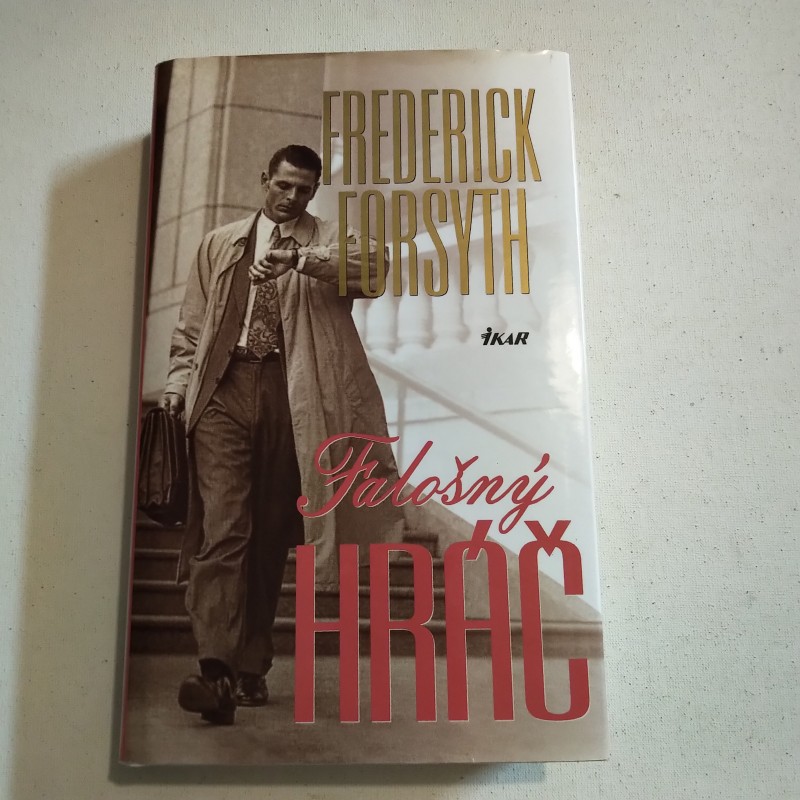 FREDERICK
FORSYTH
IKAR
Falošný
HRÁČ